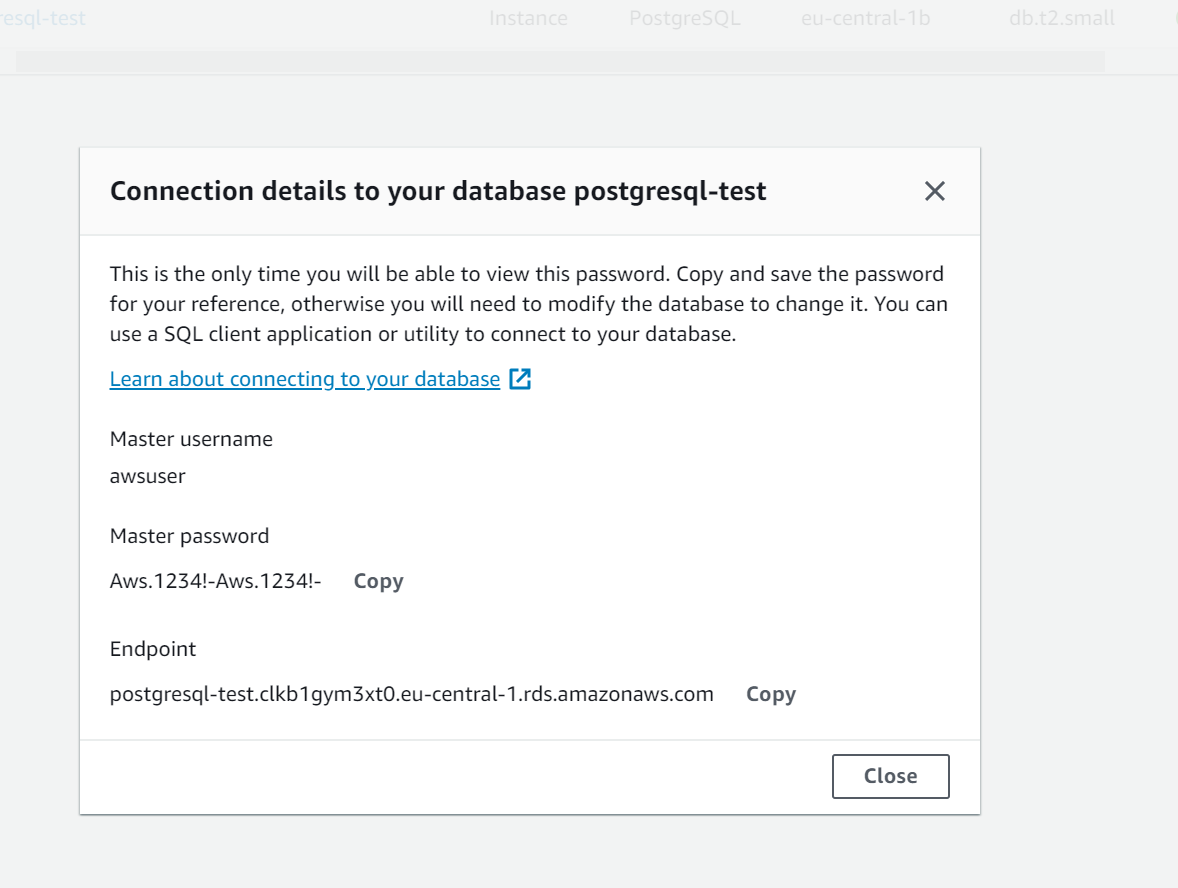 resql-test Instance PostgreSQL eu-central-1b db.t2.small
Connection details to your database postgresql-test
This is the only time you will be able to view this password. Copy and save the password
for your reference, otherwise you will need to modify the database to change it. You can
use a SQL client application or utility to connect to your database.
Learn about connecting to your database
Master username
awsuser
Master password
Aws.1234!-Aws.1234!- Copy
Endpoint
postgresql-test.clkb1gym3xt0.eu-central-1.rds.amazonaws.com Copy
Close